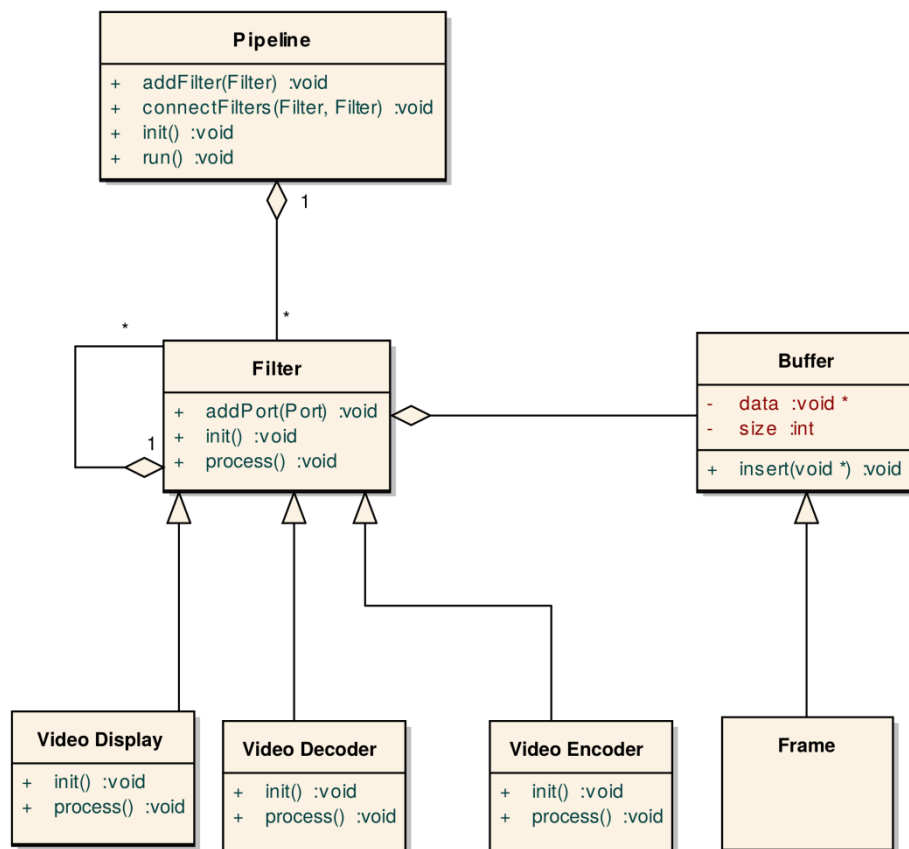 Pipeline
+ addFilter(Filter) :void
+ connectFilters(Filter, Filter) :void
+ init() :void
+ run() :void
1
*
*
Filter
+ addPort(Port) :void
+ init() :void
+ process() :void
1
Buffer
- data :void *
- size :int
+ insert(void *) :void
Video Display
+ init() :void
+ process() :void
Video Decoder
+ init() :void
+ process() :void
Video Encoder
+ init() :void
+ process() :void
Frame